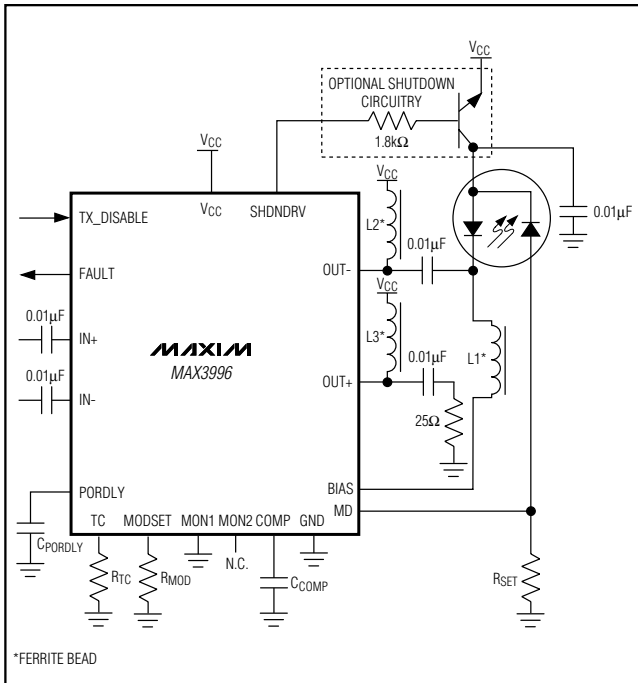 VCC
OPTIONAL SHUTDOWN
CIRCUITRY
1.8kΩ
VCC
VCC
SHDNDRV
VCC
TX_DISABLE
L2*
0.01µF
0.01µF
FAULT
OUT-
0.01µF
IN+
VCC
MAXIM
MAX3996
L3*
0.01µF
L1*
0.01µF
IN-
OUT+
25Ω
PORDLY
BIAS
MD
TC
MODSET
MON1
MON2
COMP
GND
CPORDLY
RTC
RMOD
N.C.
CCOMP
RSET
*FERRITE BEAD